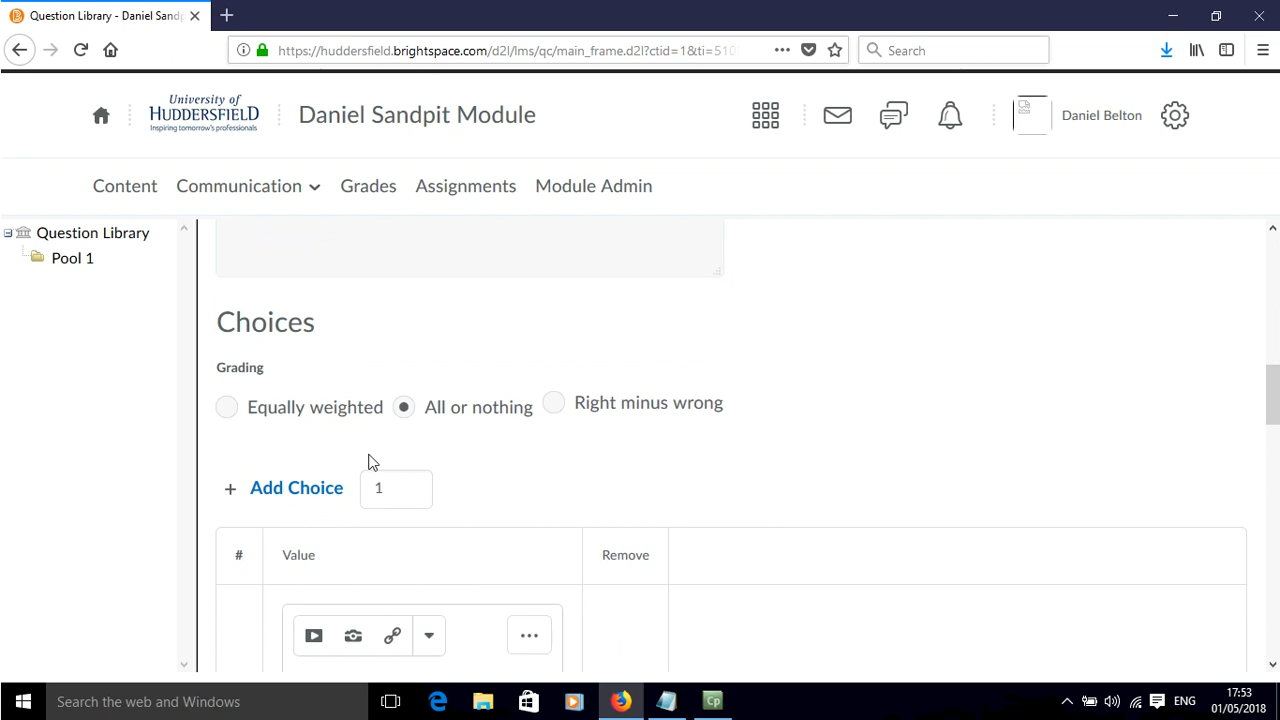 Question Library - Daniel Sandp
https://huddersfield.brightspace.com/d2l/lms/qc/main_frame.d2l?ctid=1&ti=510
Search
University of
HUDDERSFIELD
Inspiring tomorrow's professionals
Daniel Sandpit Module
Daniel Belton
Content
Communication
Grades
Assignments
Module Admin
Question Library
Pool 1
Choices
Grading
Equally weighted
All or nothing
Right minus wrong
+ Add Choice
1
#
Value
Remove
Search the web and Windows
Cp
ENG
17:53
01/05/2018